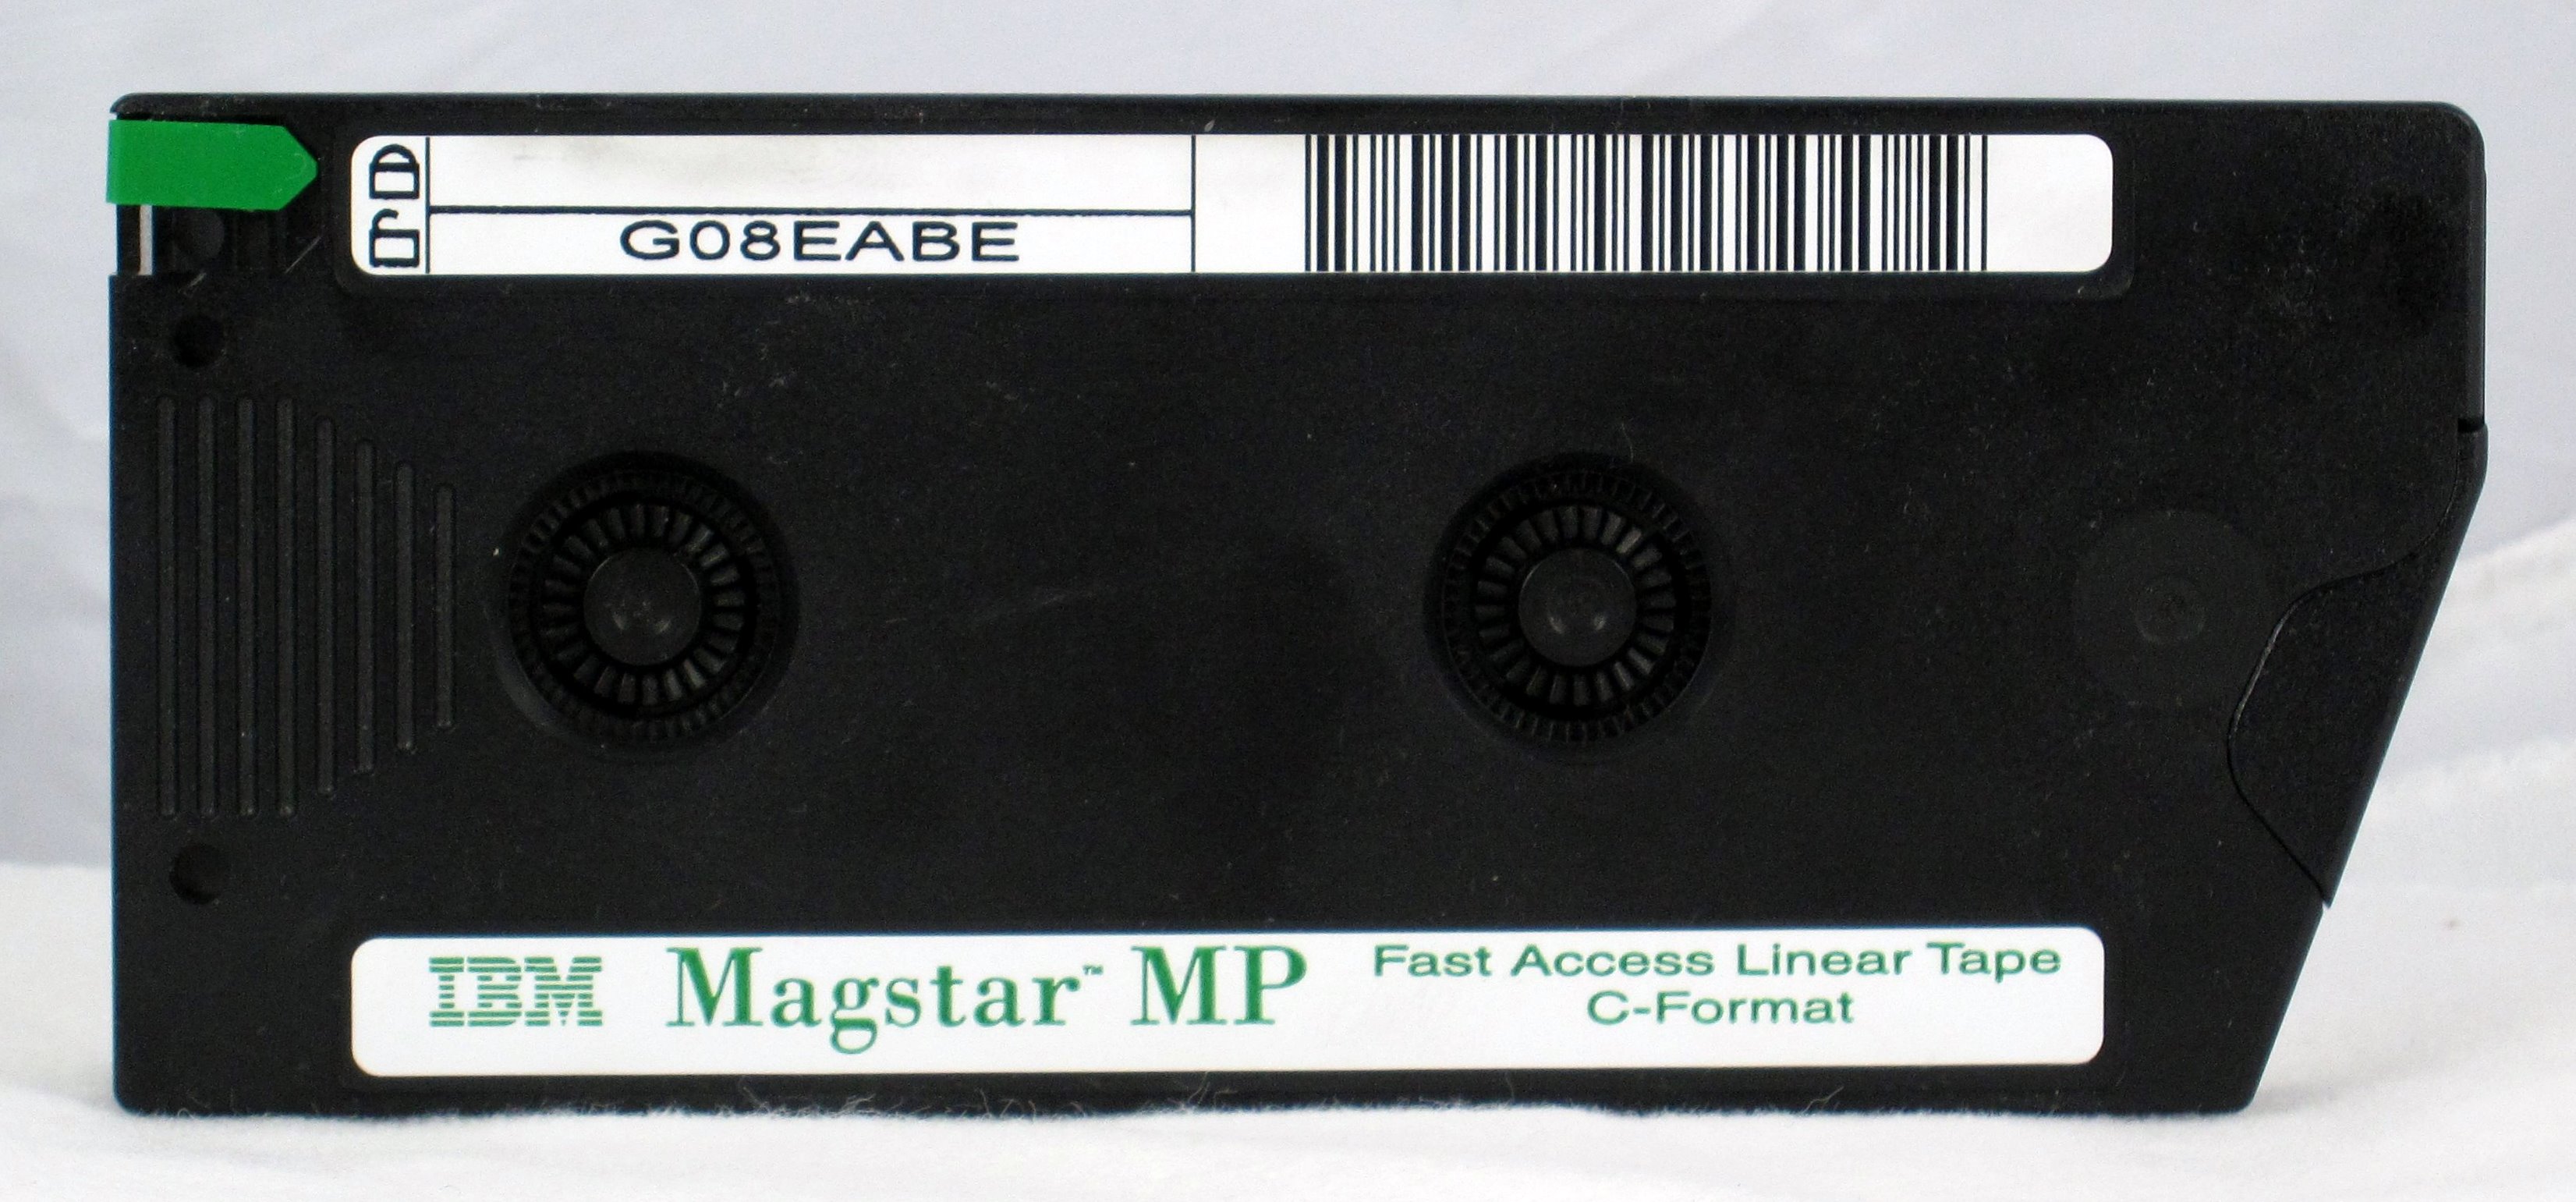 G08EABE
IBM Magstar™ MP Fast Access Linear Tape
C-Format